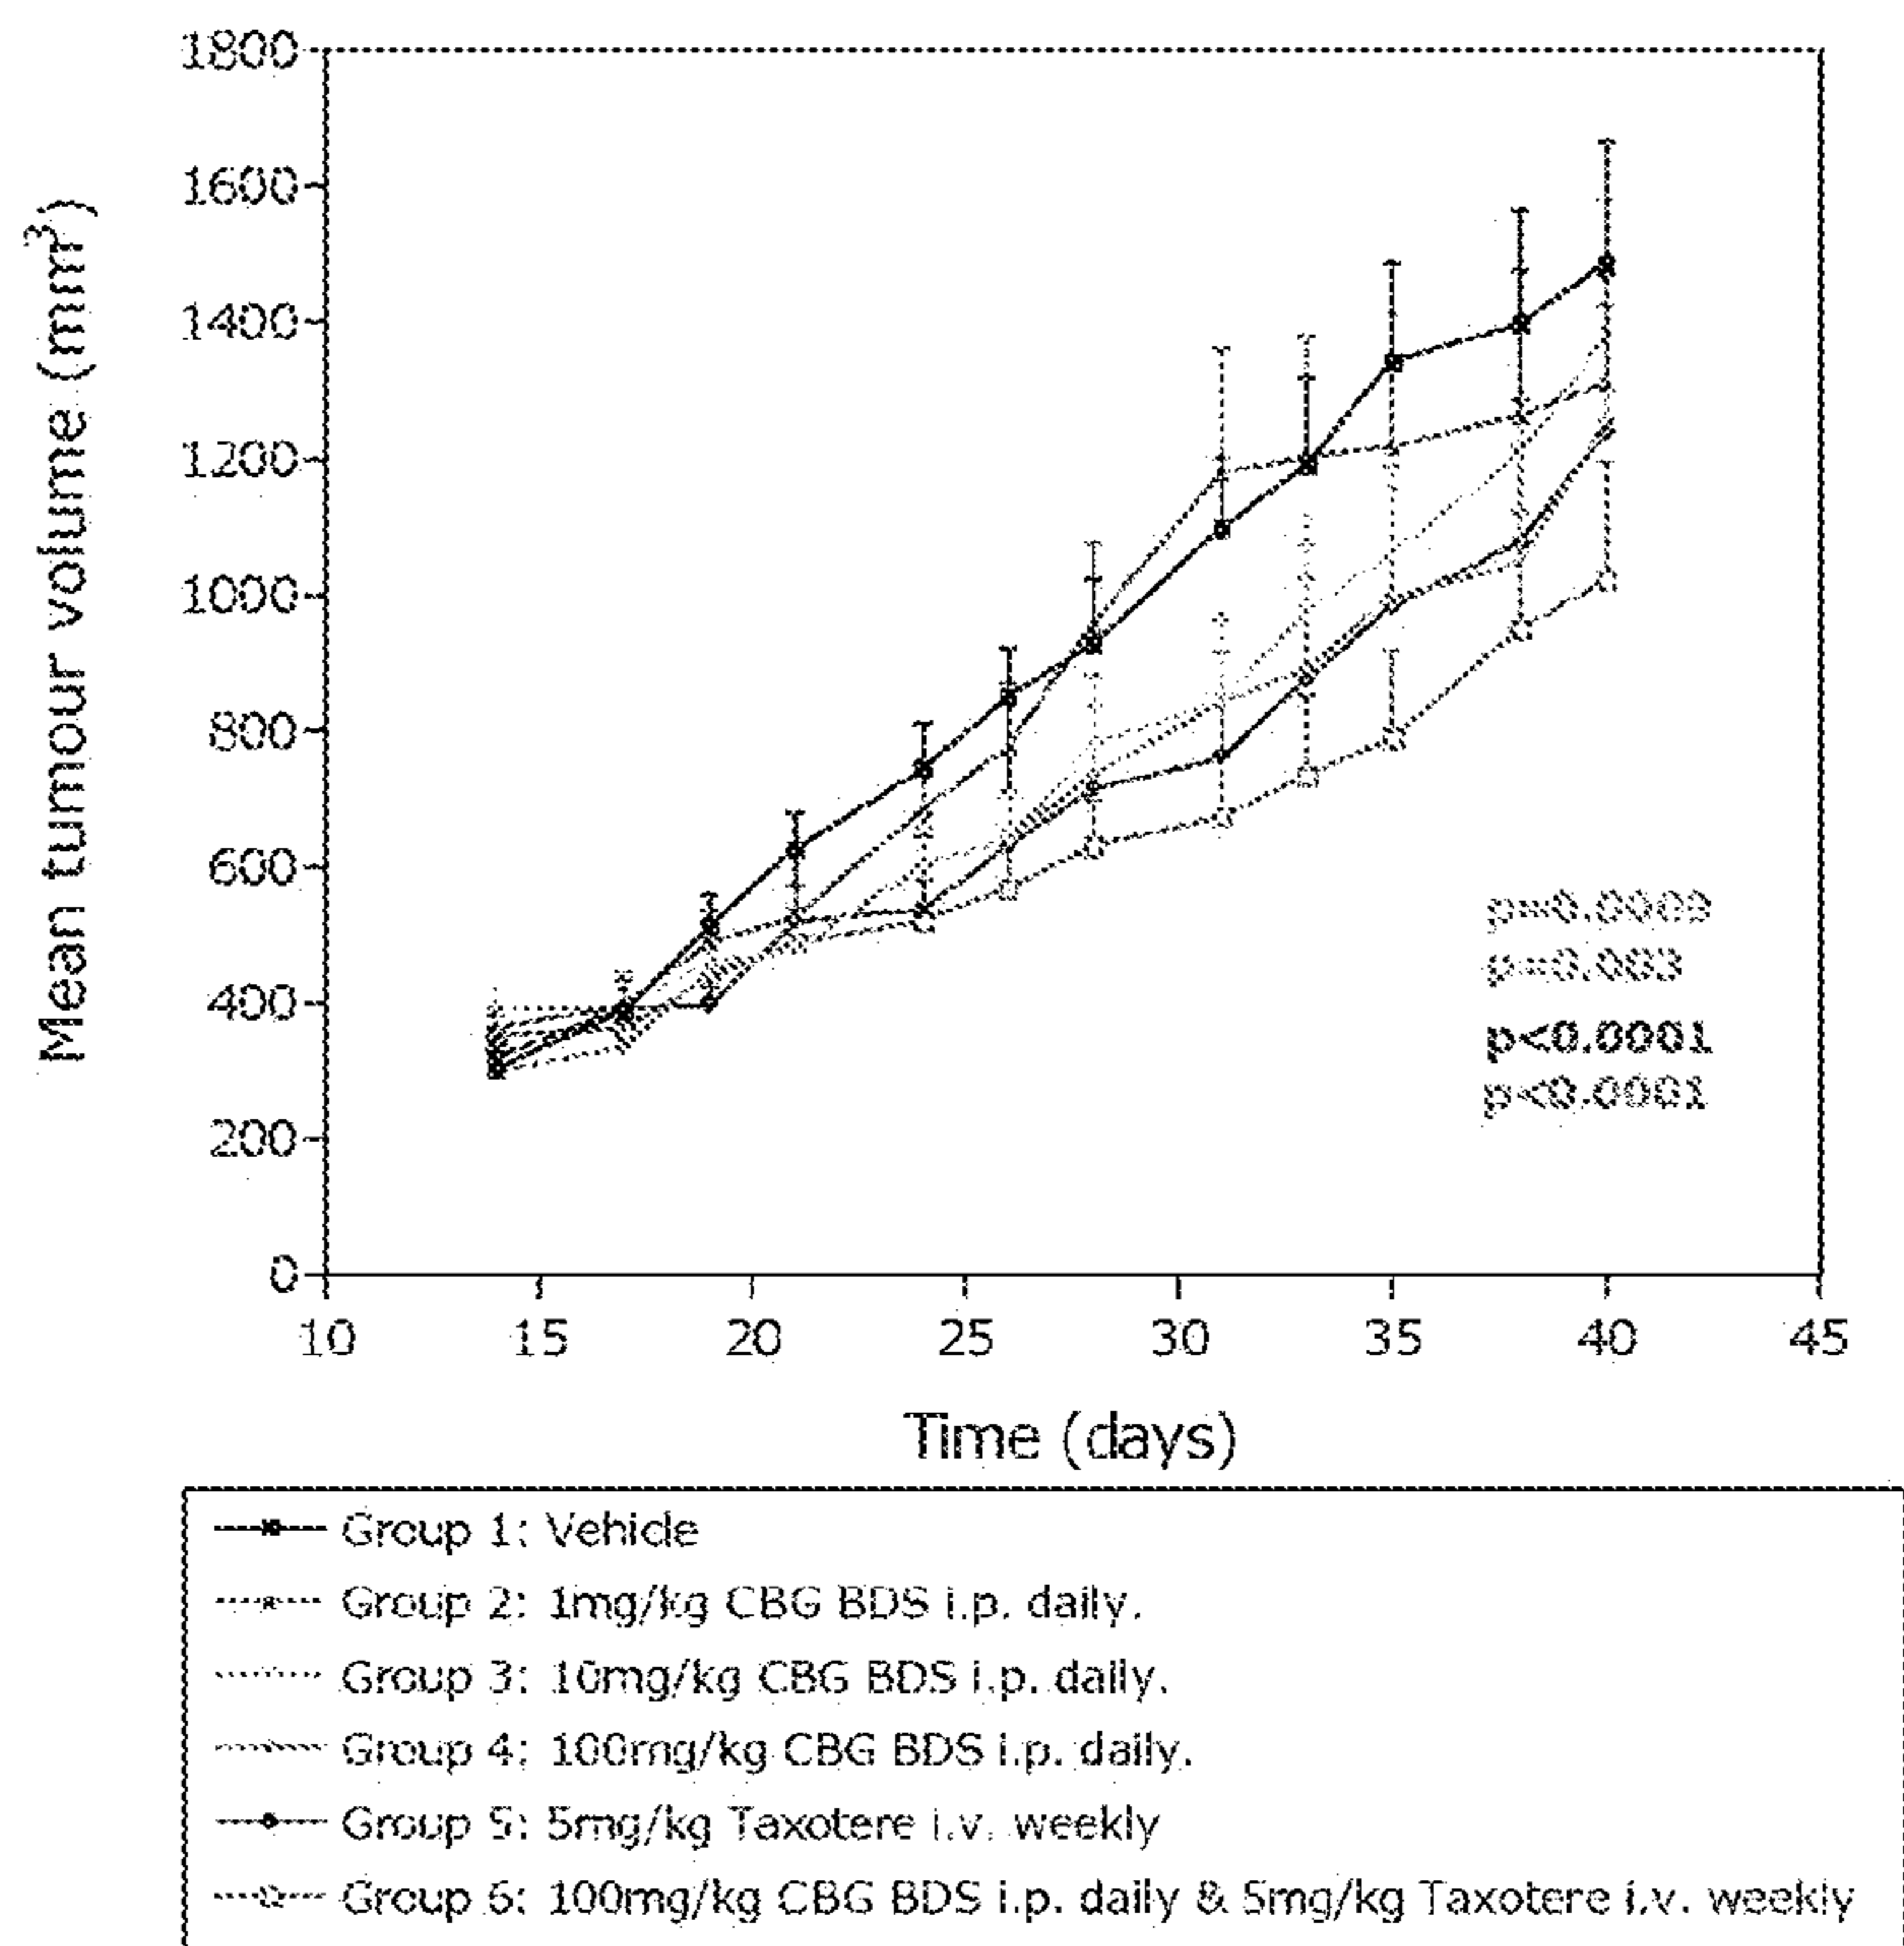 Mean tumour volume (mm³)
1800
1600
1400
1200
1000
800
600
400
200
0
10 15 20 25 30 35 40 45
Time (days)
p=0.0009
p=0.003
p<0.0001
p<0.0001
Group 1: Vehicle
Group 2: 1mg/kg CBG BDS i.p. daily.
Group 3: 10mg/kg CBG BDS i.p. daily.
Group 4: 100mg/kg CBG BDS i.p. daily.
Group 5: 5mg/kg Taxotere i.v. weekly
Group 6: 100mg/kg CBG BDS i.p. daily & 5mg/kg Taxotere i.v. weekly